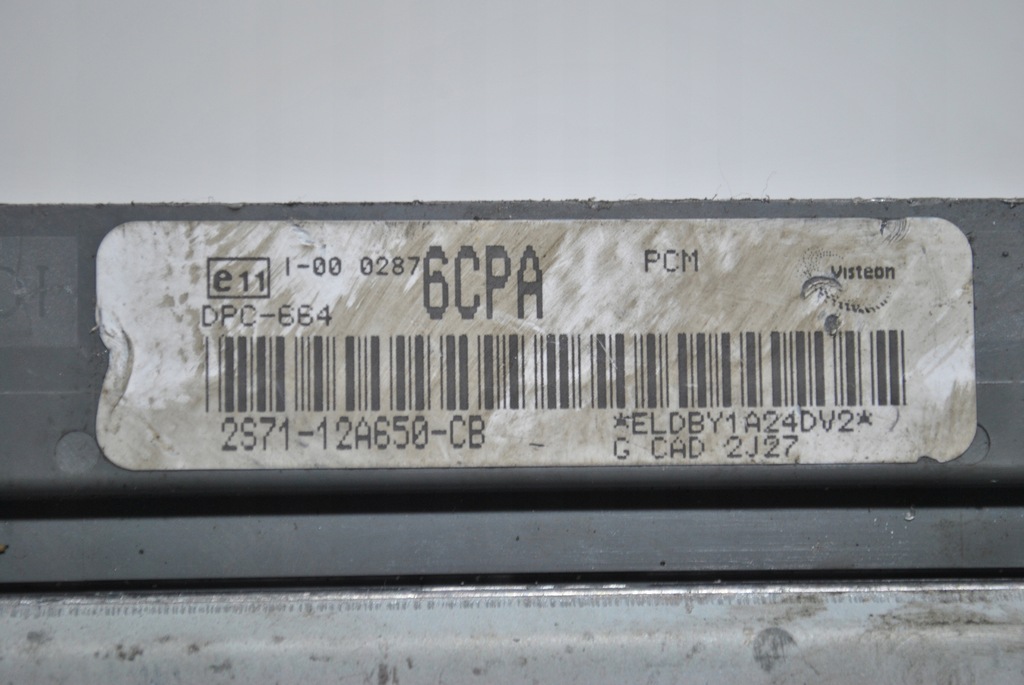 e11 I-00 0287 6CPA PCM Visteon
DPC-664
2S71-12A650-CB *ELDBY1A24DV2*
G CAD 2J27